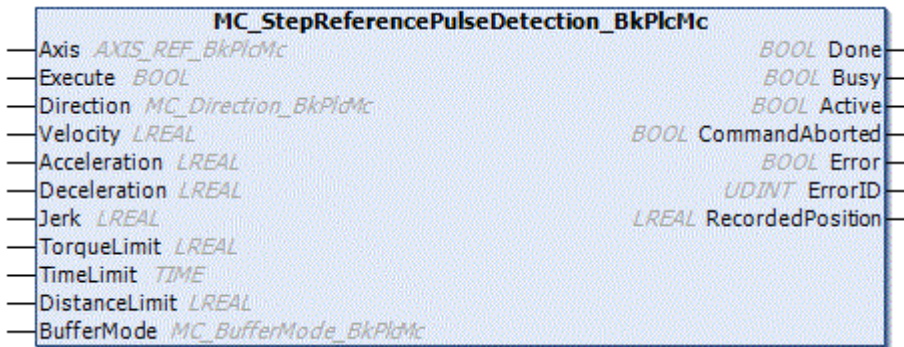 MC_StepReferencePulseDetection_BkPlcMc
Axis AXIS_REF_BkPlcMc BOOL Done
Execute BOOL BOOL Busy
Direction MC_Direction_BkPlcMc BOOL Active
Velocity LREAL BOOL CommandAborted
Acceleration LREAL BOOL Error
Deceleration LREAL UDINT ErrorID
Jerk LREAL LREAL RecordedPosition
TorqueLimit LREAL
TimeLimit TIME
DistanceLimit LREAL
BufferMode MC_BufferMode_BkPlcMc